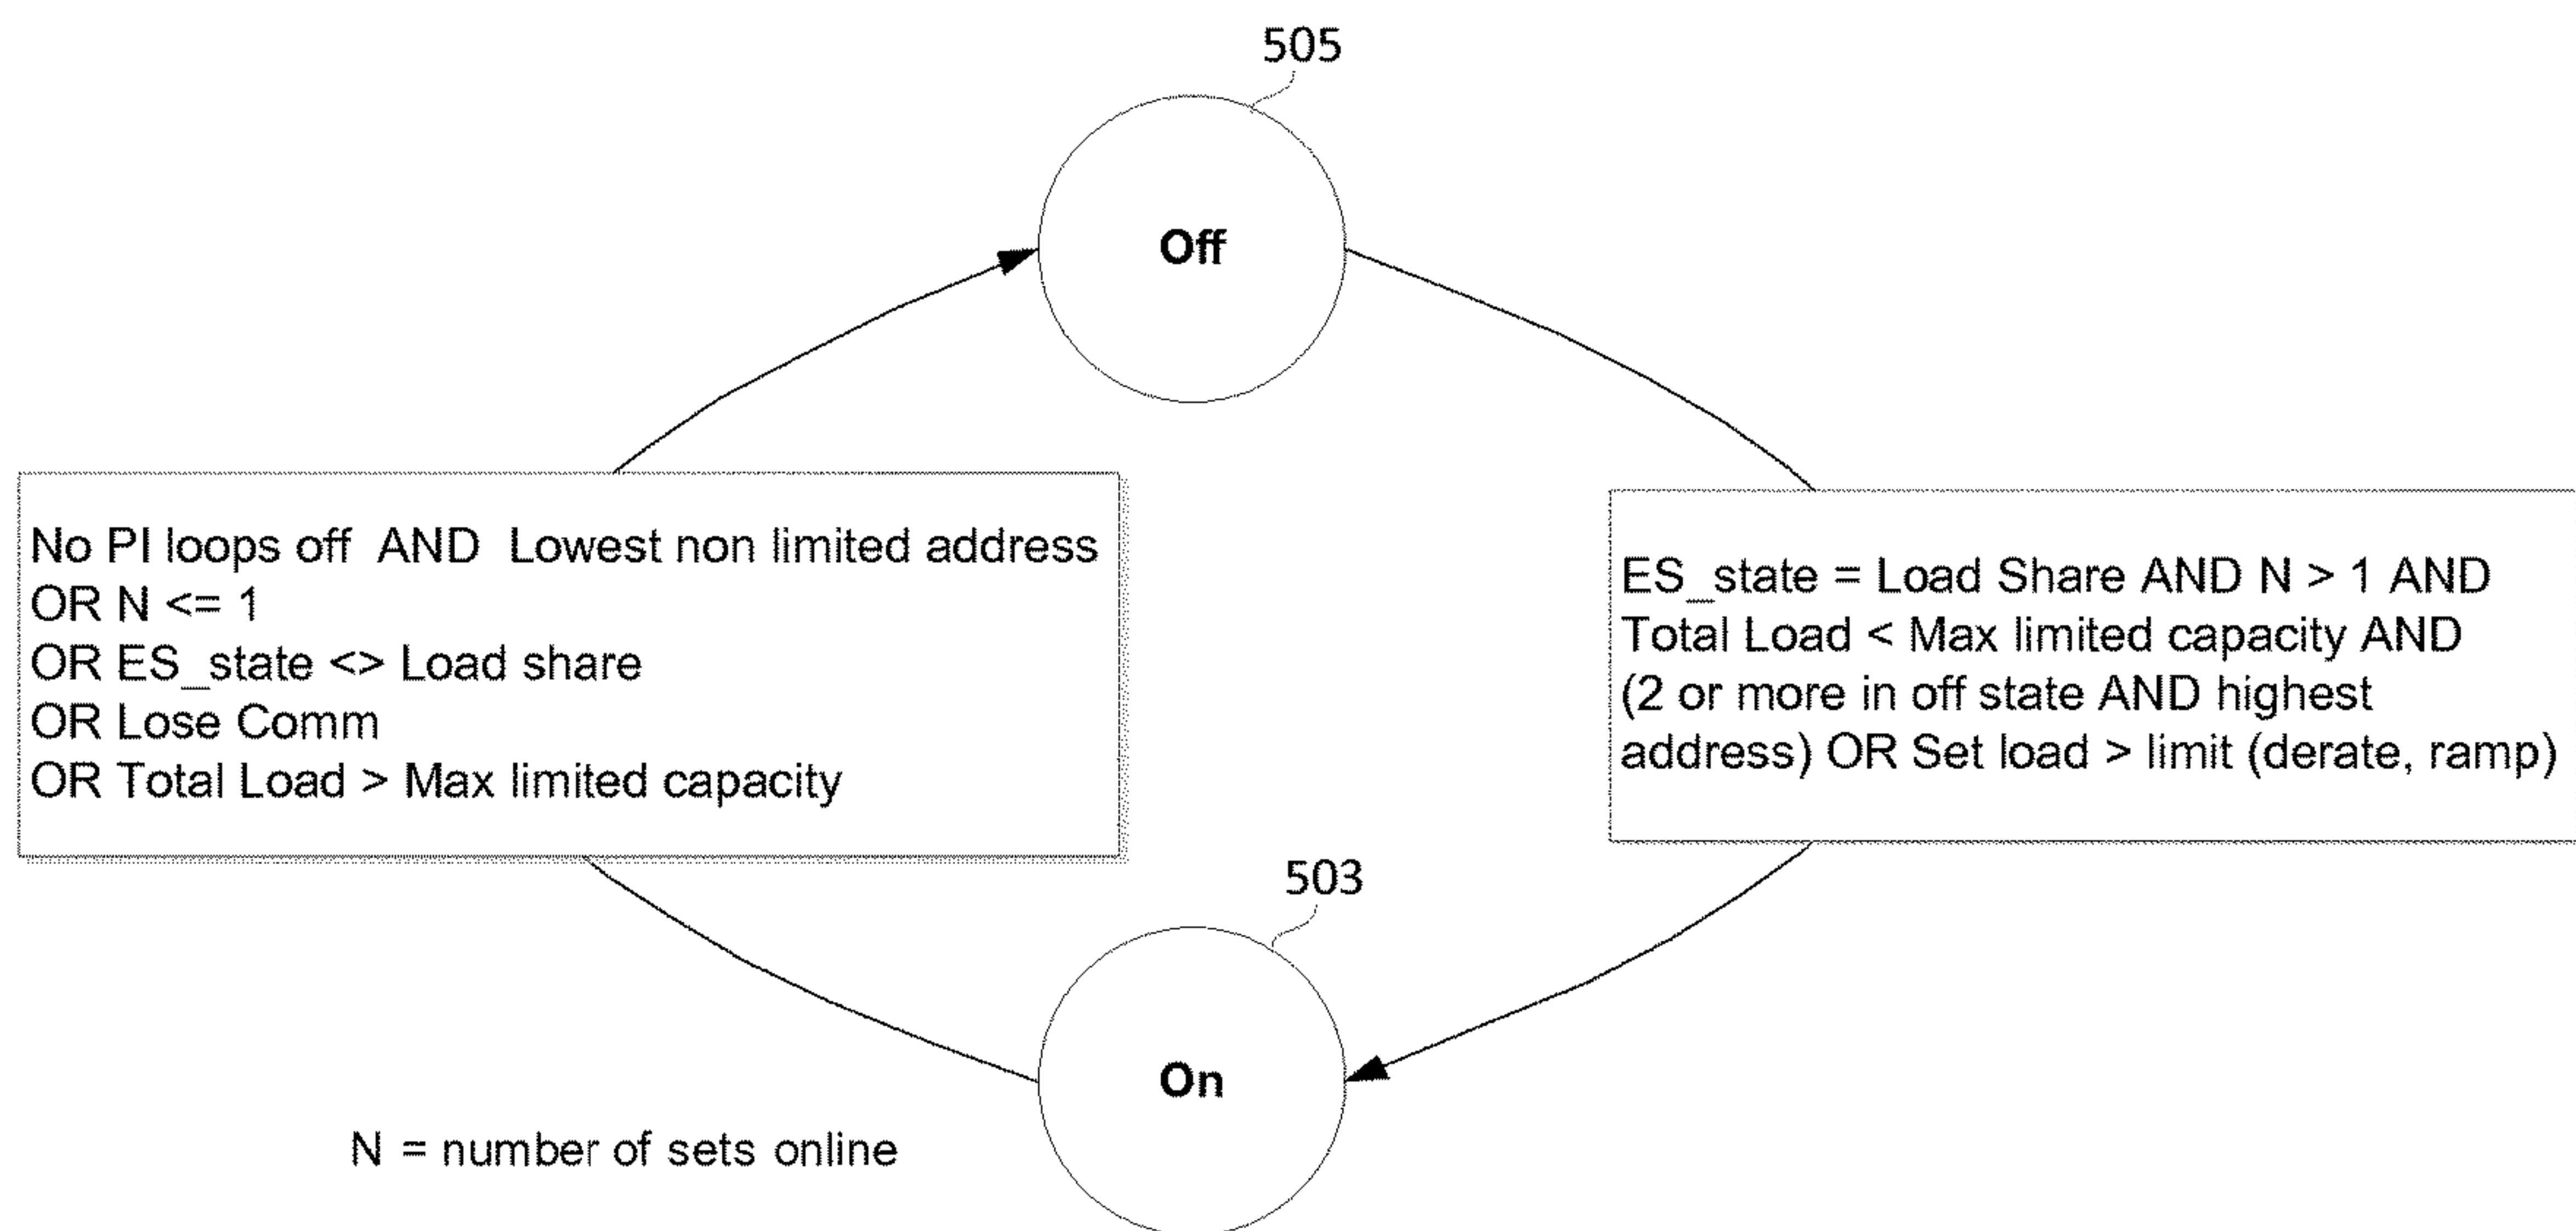 505
Off
No PI loops off AND Lowest non limited address
OR N <= 1
OR ES_state <> Load share
OR Lose Comm
OR Total Load > Max limited capacity
ES_state = Load Share AND N > 1 AND
Total Load < Max limited capacity AND
(2 or more in off state AND highest
address) OR Set load > limit (derate, ramp)
503
On
N = number of sets online